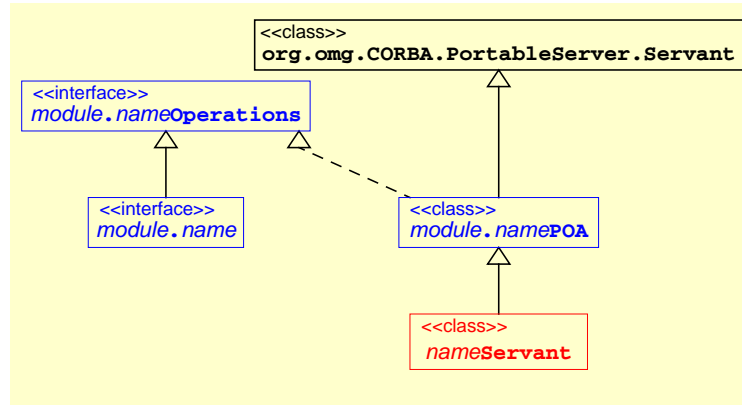 <<class>>
org.omg.CORBA.PortableServer.Servant
<<interface>>
module.nameOperations
<<interface>>
module.name
<<class>>
module.namePOA
<<class>>
nameServant